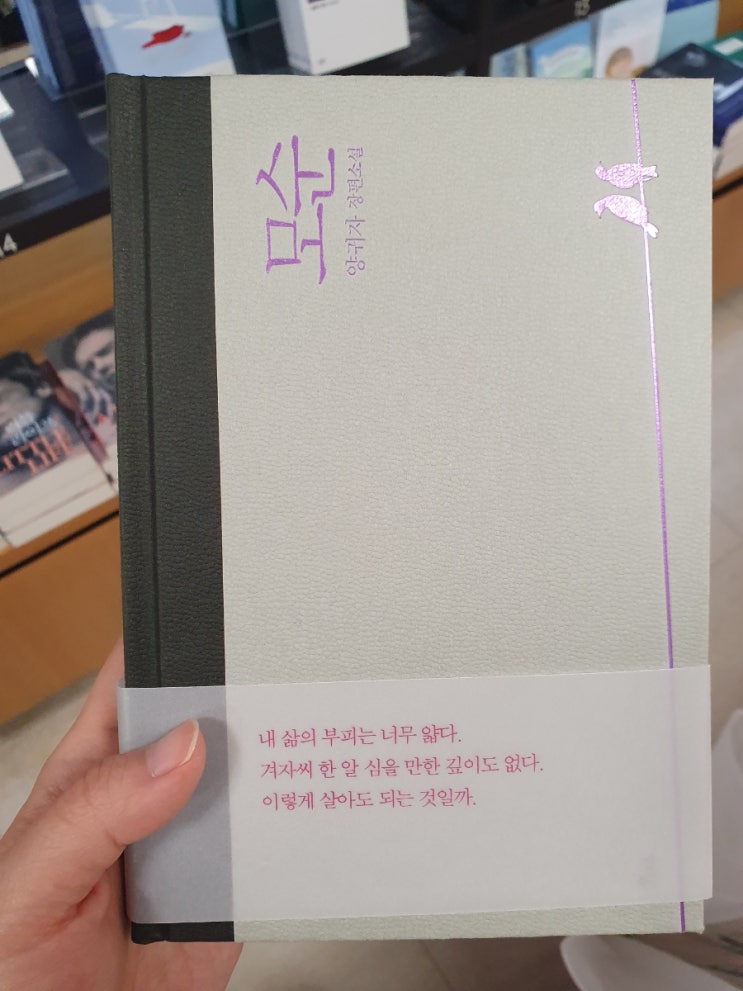 모순
양귀자 장편소설
내 삶의 부피는 너무 얇다.
겨자씨 한 알 심을 만한 깊이도 없다.
이렇게 살아도 되는 것일까.
A4